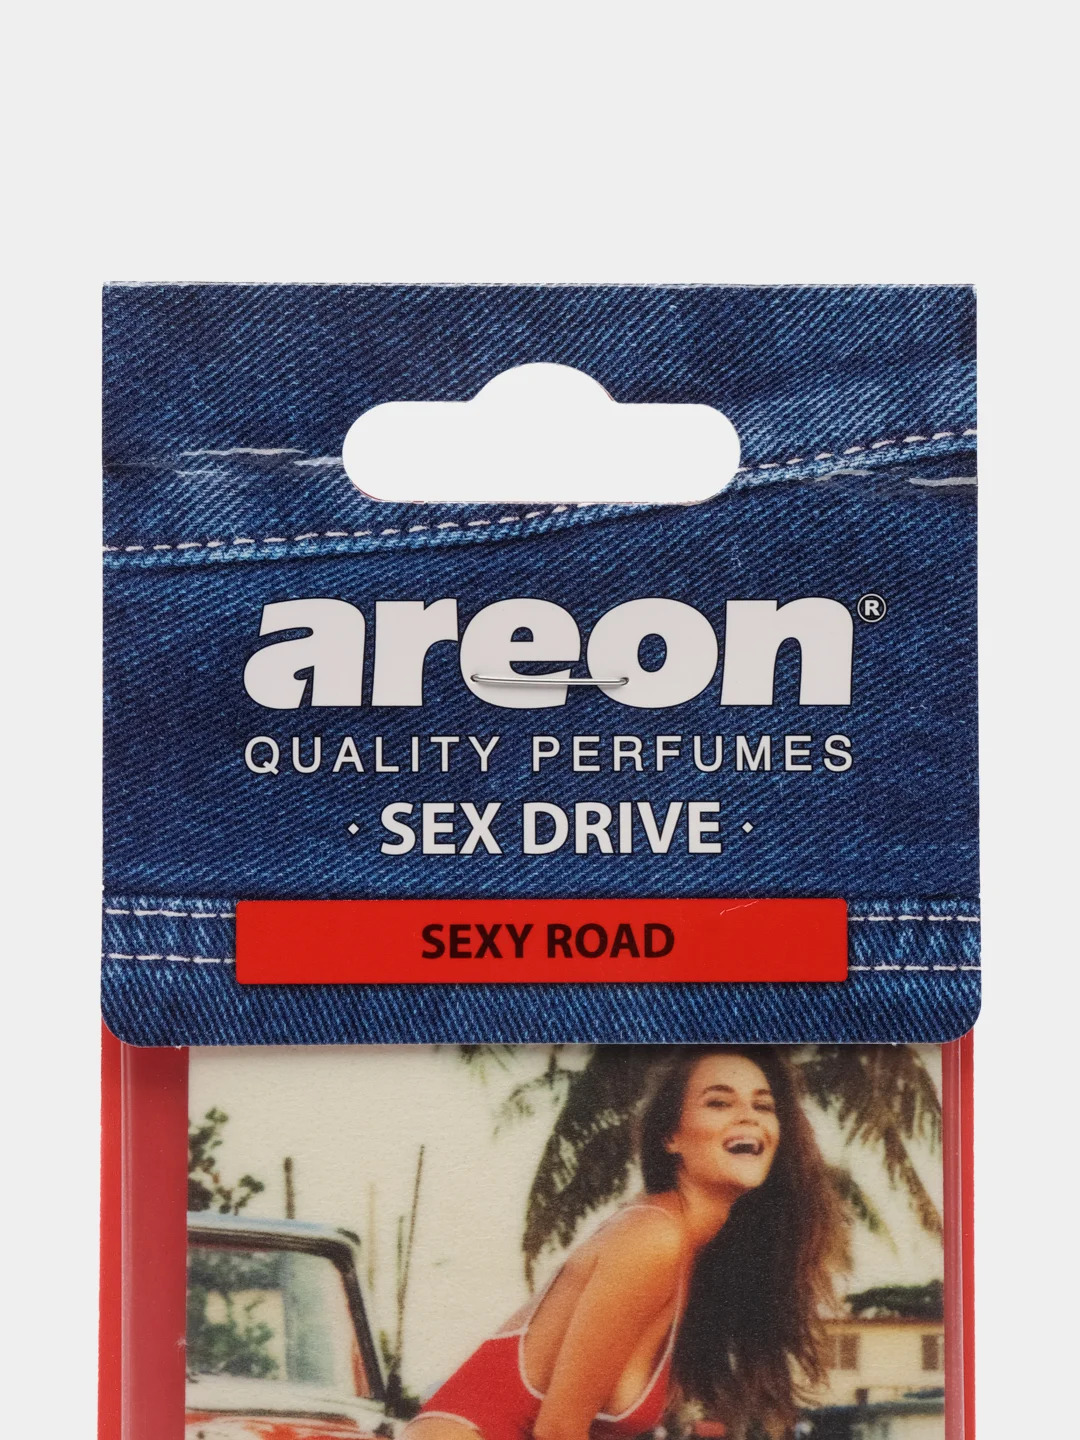 areon®
QUALITY PERFUMES
· SEX DRIVE ·
SEXY ROAD